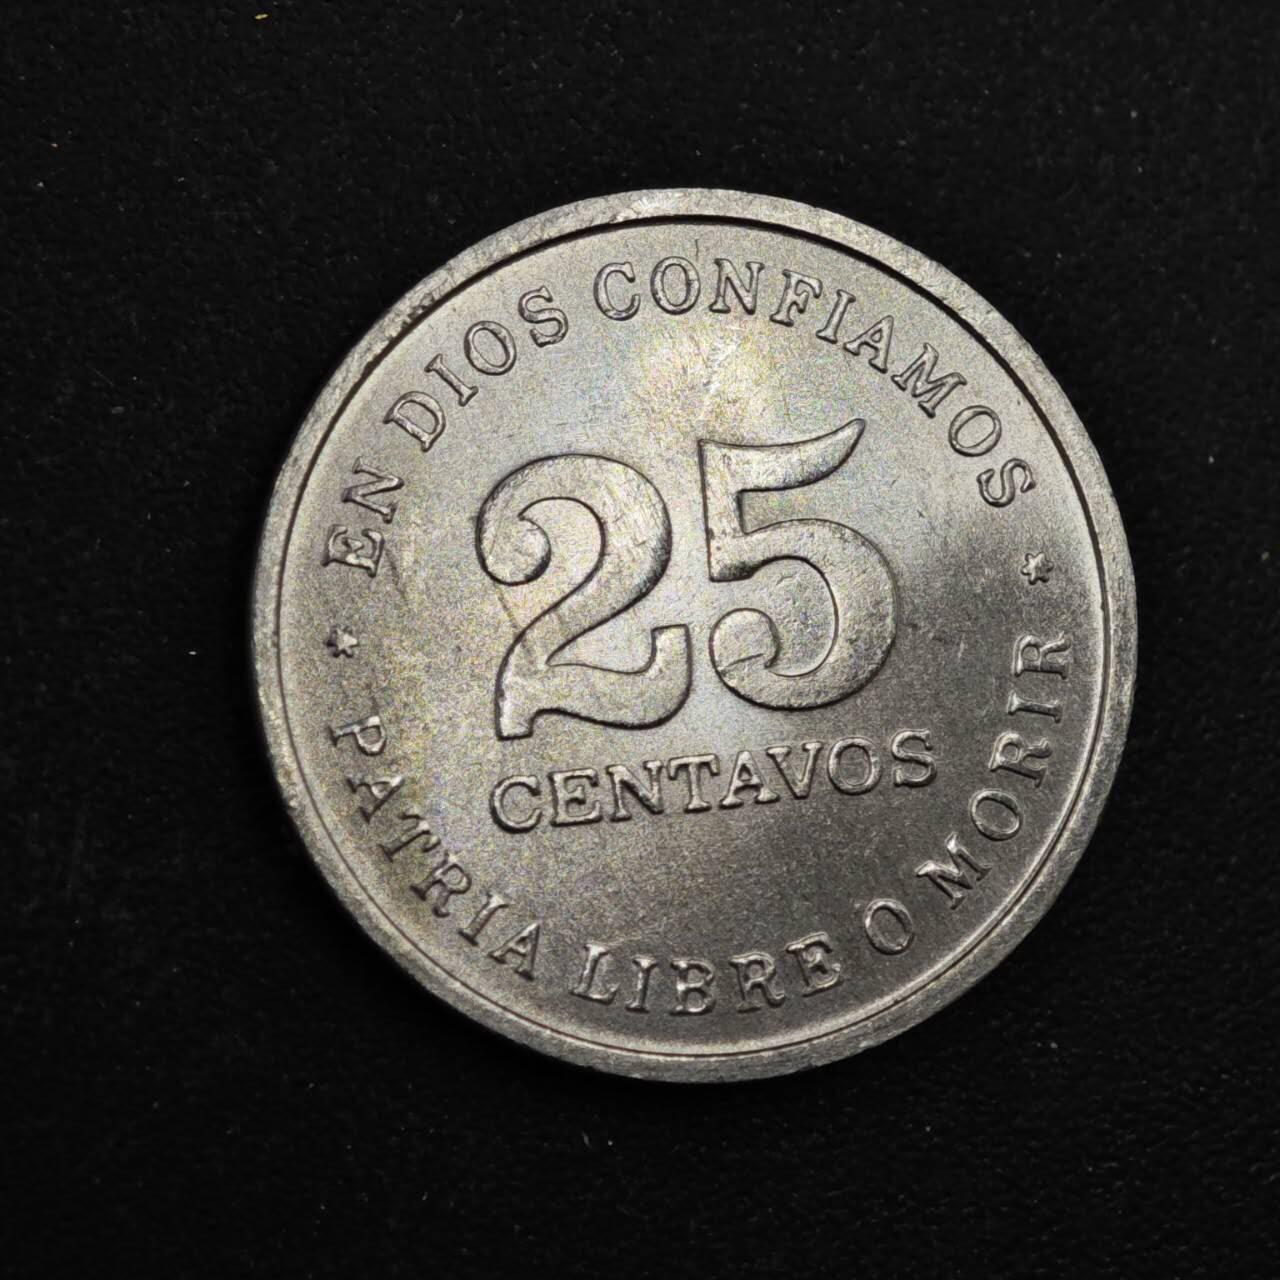 EN DIOS CONFIAMOS
25
CENTAVOS
PATRIA LIBRE O MORIR